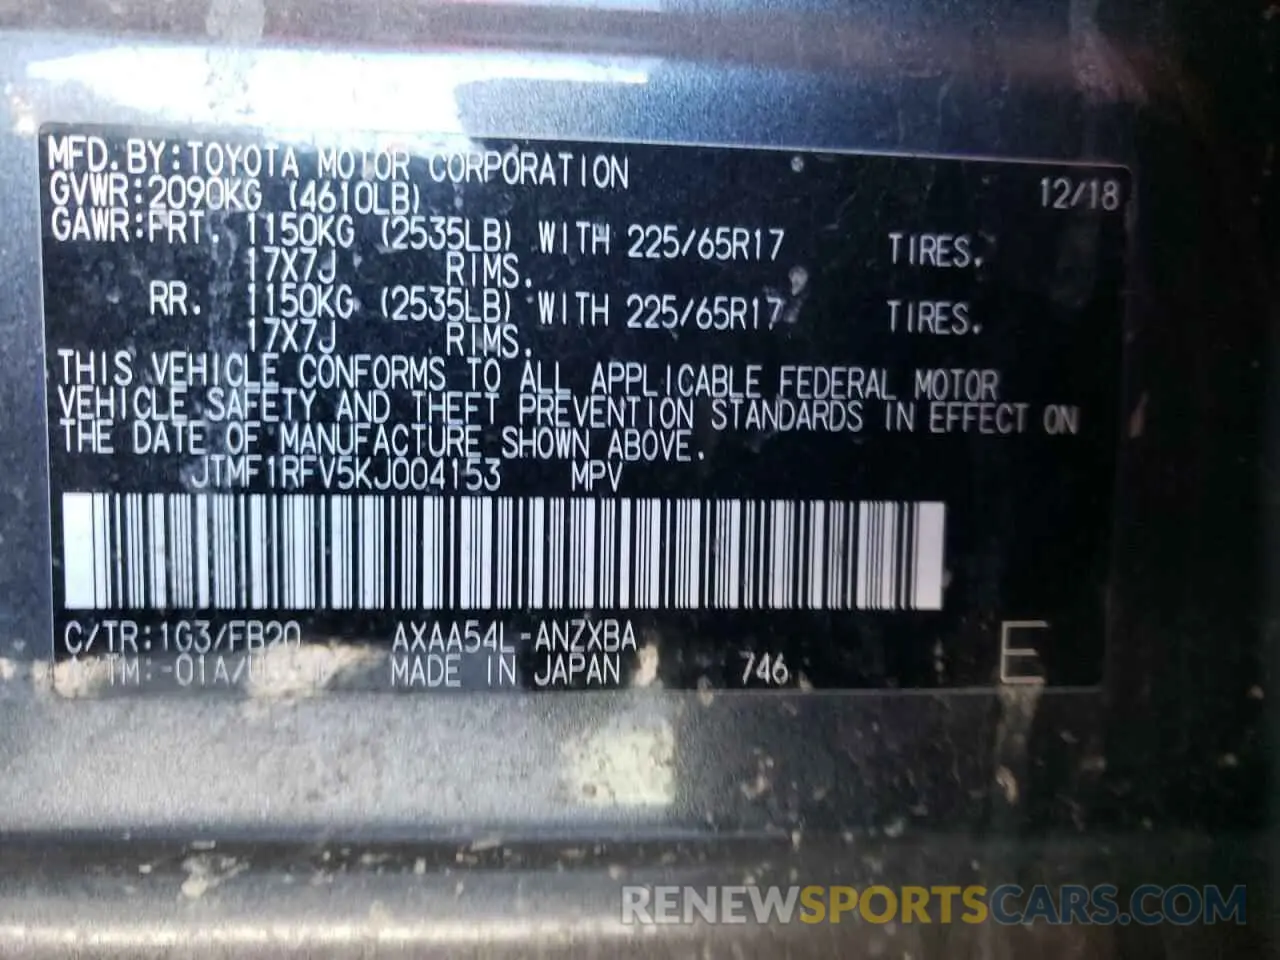 MFD. BY:TOYOTA MOTOR CORPORATION 12/18
GVWR:2090KG (4610LB)
GAWR:FRT. 1150KG (2535LB) WITH 225/65R17 TIRES.
17X7J RIMS.
RR. 1150KG (2535LB) WITH 225/65R17 TIRES.
17X7J RIMS.
THIS VEHICLE CONFORMS TO ALL APPLICABLE FEDERAL MOTOR
VEHICLE SAFETY AND THEFT PREVENTION STANDARDS IN EFFECT ON
THE DATE OF MANUFACTURE SHOWN ABOVE.
JTMF1RFV5KJ004153 MPV
C/TR:1G3/FB20 AXAA54L-ANZXBA E
MADE IN JAPAN 746
RENEWSPORTSCARS.COM